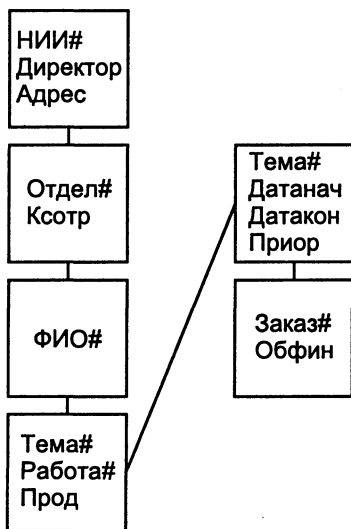 НИИ#
Директор
Адрес
Отдел#
Ксотр
ФИО#
Тема#
Работа#
Прод
Тема#
Датанач
Датакон
Приор
Заказ#
Обфин